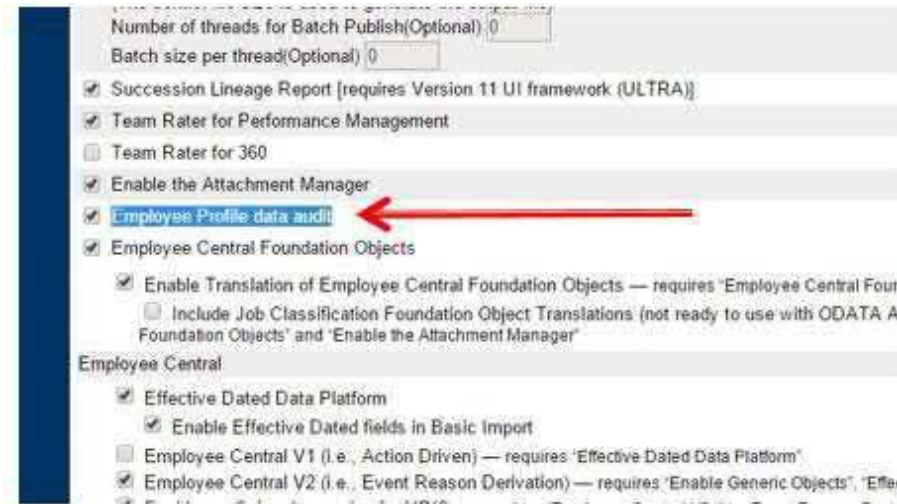 Number of threads for Batch Publish(Optional) 0
Batch size per thread(Optional) 0
Succession Lineage Report [requires Version 11 UI framework (ULTRA)]
Team Rater for Performance Management
Team Rater for 360
Enable the Attachment Manager
Employee Profile data audit
Employee Central Foundation Objects
Enable Translation of Employee Central Foundation Objects — requires "Employee Central Four
Include Job Classification Foundation Object Translations (not ready to use with ODATA A
Foundation Objects" and "Enable the Attachment Manager"
Employee Central
Effective Dated Data Platform
Enable Effective Dated fields in Basic Import
Employee Central V1 (i.e., Action Driven) — requires "Effective Dated Data Platform".
Employee Central V2 (i.e., Event Reason Derivation) — requires "Enable Generic Objects", "Effe